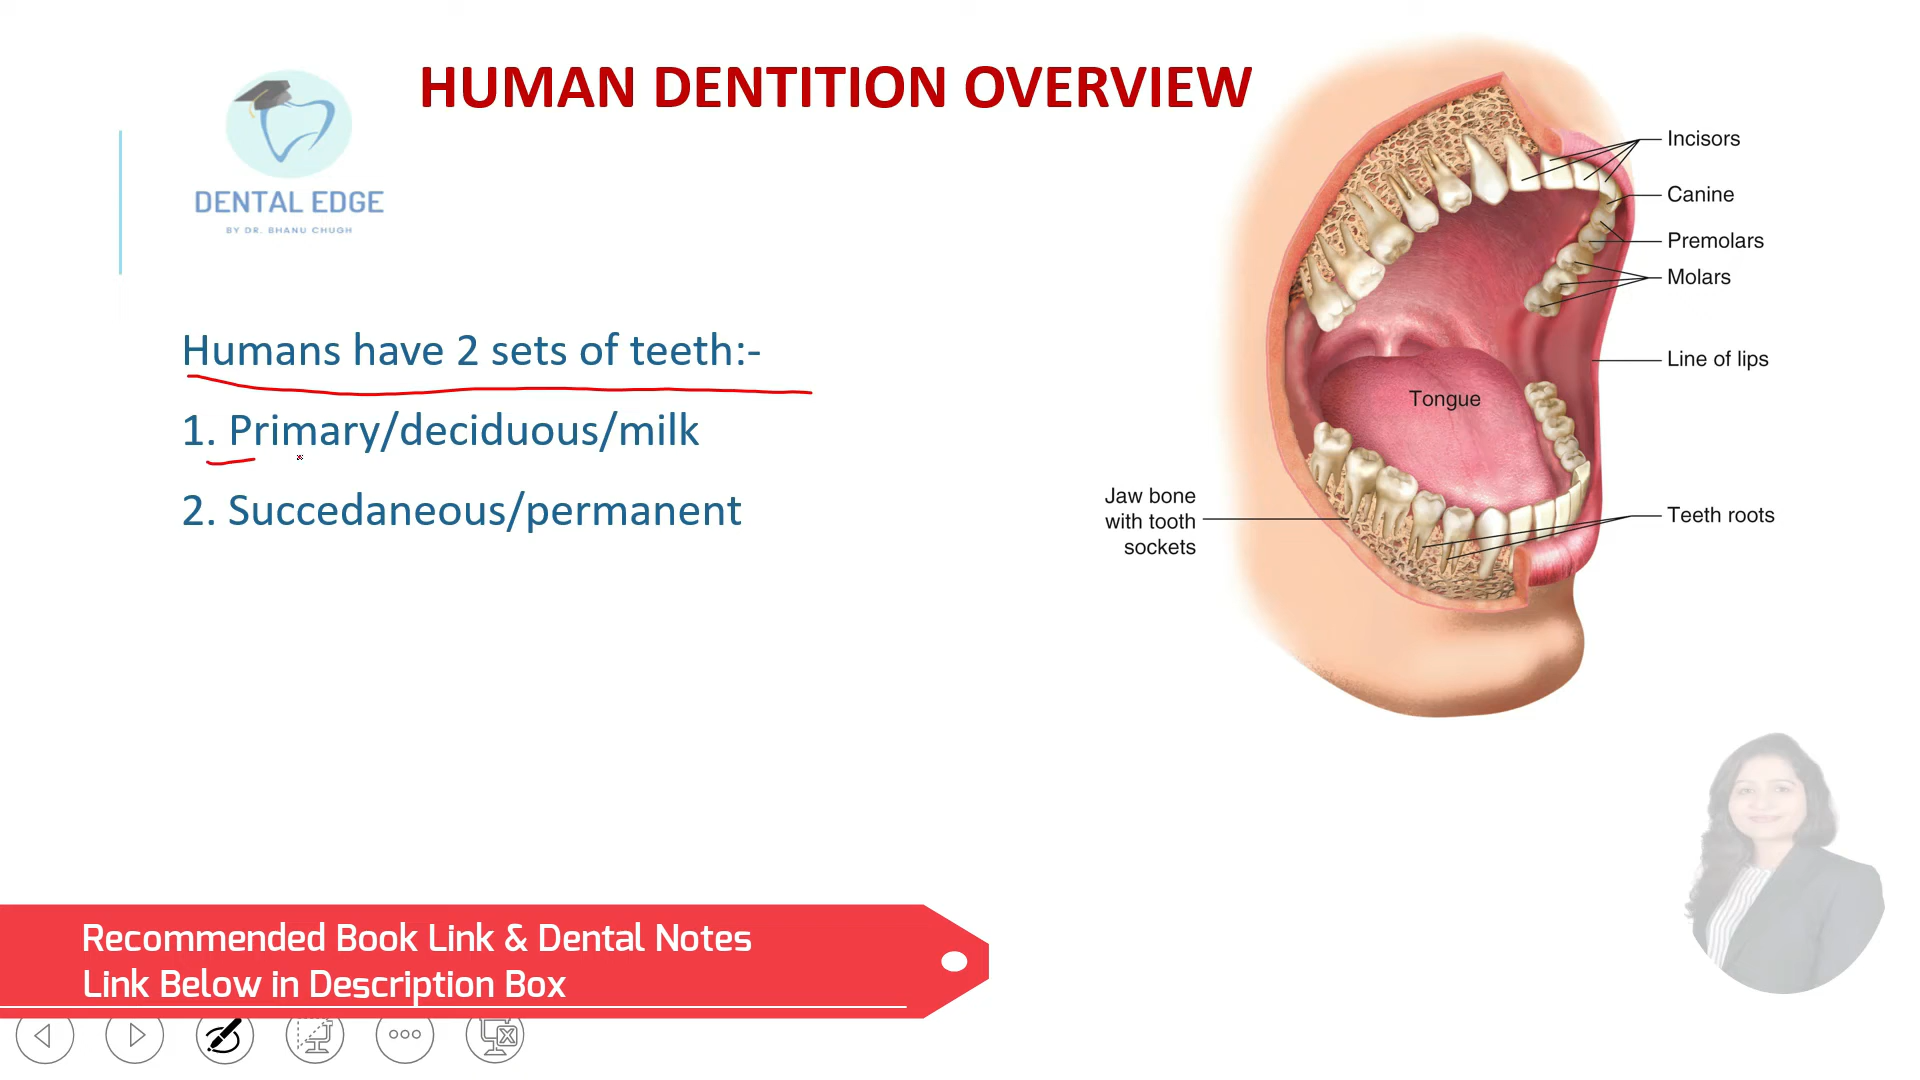 HUMAN DENTITION OVERVIEW
DENTAL EDGE
BY DR. BHANU CHUGH
Humans have 2 sets of teeth:-
1. Primary/deciduous/milk
2. Succedaneous/permanent
Incisors
Canine
Premolars
Molars
Line of lips
Tongue
Jaw bone
with tooth
sockets
Teeth roots
Recommended Book Link & Dental Notes
Link Below in Description Box